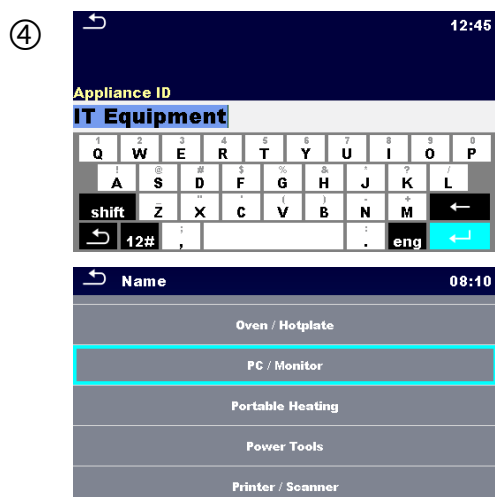 ④
12:45
Appliance ID
IT Equipment
1 2 3 4 5 6 7 8 9 0
Q W E R T Y U I O P
! @ # $ % & * ? /
A S D F G H J K L
shift Z X C V B N M
12# , . eng
Name 08:10
Oven / Hotplate
PC / Monitor
Portable Heating
Power Tools
Printer / Scanner